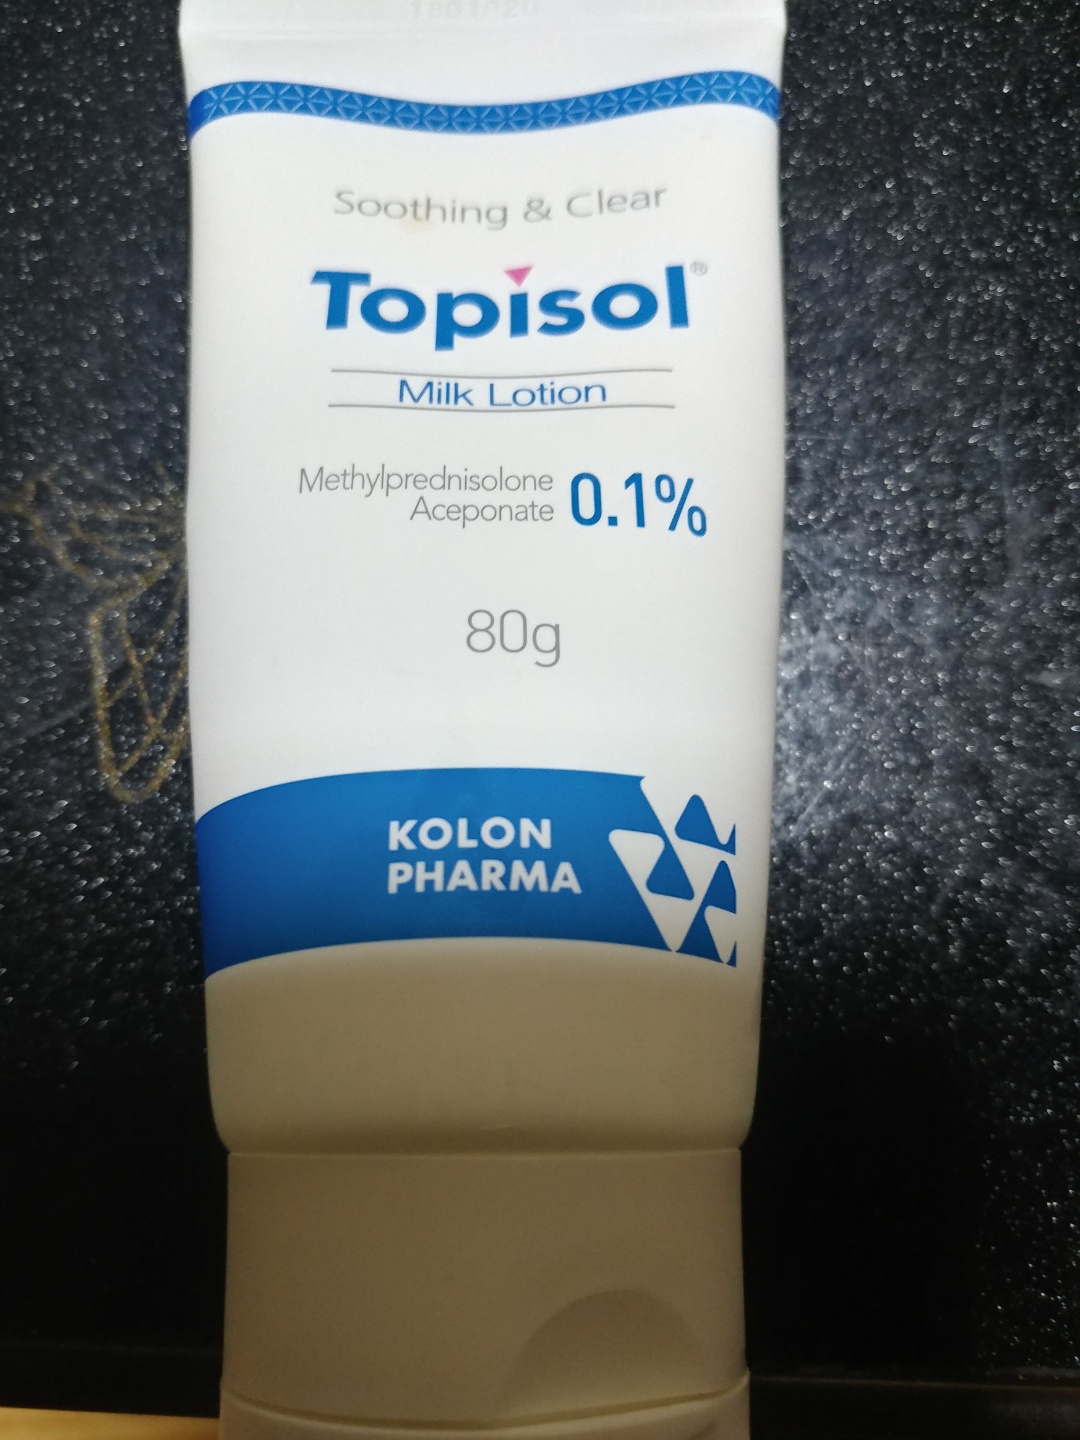 Soothing & Clear
Topisol®
Milk Lotion
Methylprednisolone
Aceponate 0.1%
80g
KOLON
PHARMA